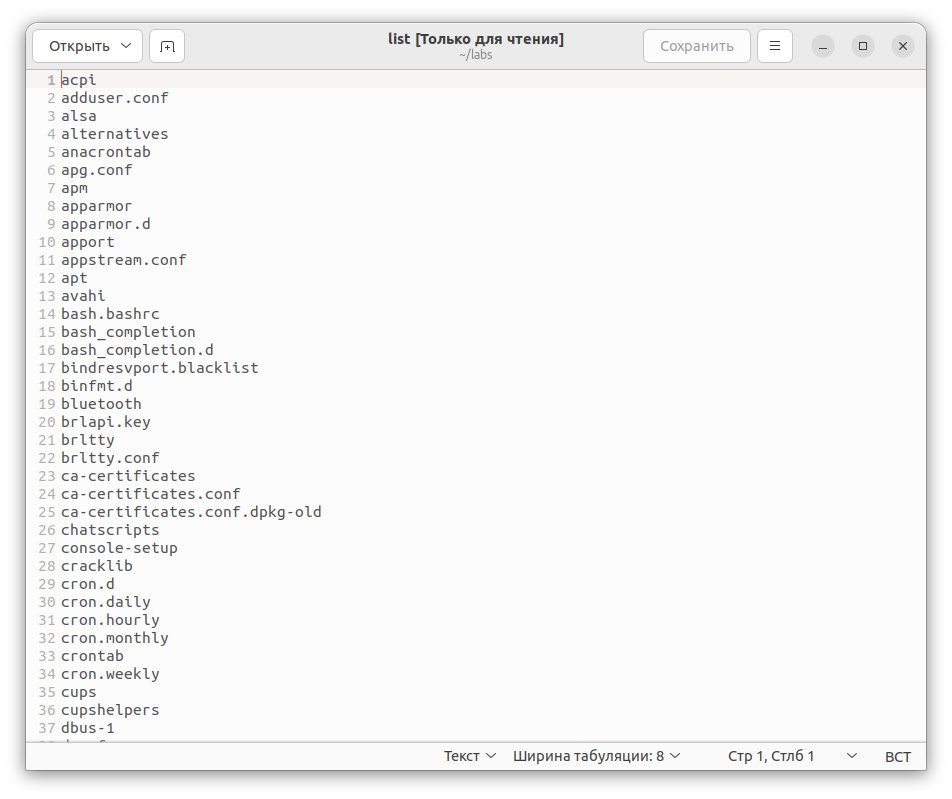 Открыть
list [Только для чтения]
~/labs
Сохранить
1 acpi
2 adduser.conf
3 alsa
4 alternatives
5 anacrontab
6 apg.conf
7 apm
8 apparmor
9 apparmor.d
10 apport
11 appstream.conf
12 apt
13 avahi
14 bash.bashrc
15 bash_completion
16 bash_completion.d
17 bindresvport.blacklist
18 binfmt.d
19 bluetooth
20 brlapi.key
21 brltty
22 brltty.conf
23 ca-certificates
24 ca-certificates.conf
25 ca-certificates.conf.dpkg-old
26 chatscripts
27 console-setup
28 cracklib
29 cron.d
30 cron.daily
31 cron.hourly
32 cron.monthly
33 crontab
34 cron.weekly
35 cups
36 cupshelpers
37 dbus-1
Текст Ширина табуляции: 8 Стр 1, Стлб 1 ВСТ